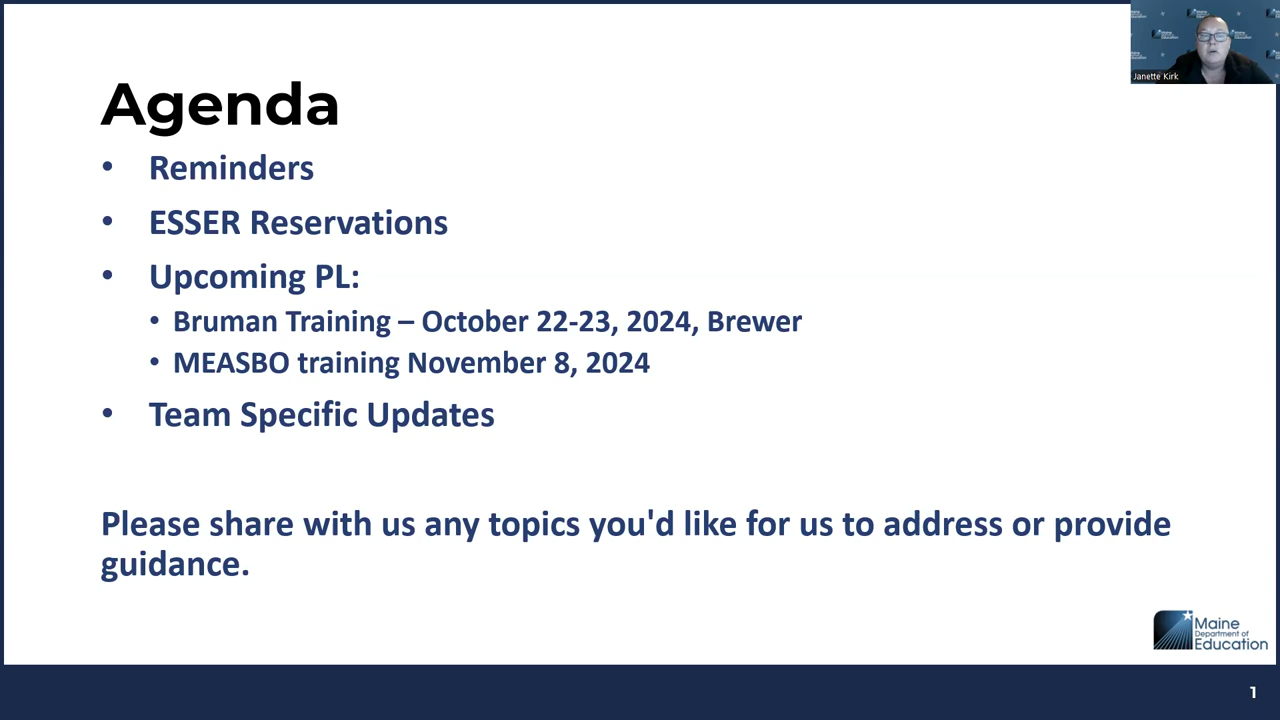 Agenda
• Reminders
• ESSER Reservations
• Upcoming PL:
• Bruman Training – October 22-23, 2024, Brewer
• MEASBO training November 8, 2024
• Team Specific Updates
Please share with us any topics you'd like for us to address or provide
guidance.
Janette Kirk
Maine
Department of
Education
1